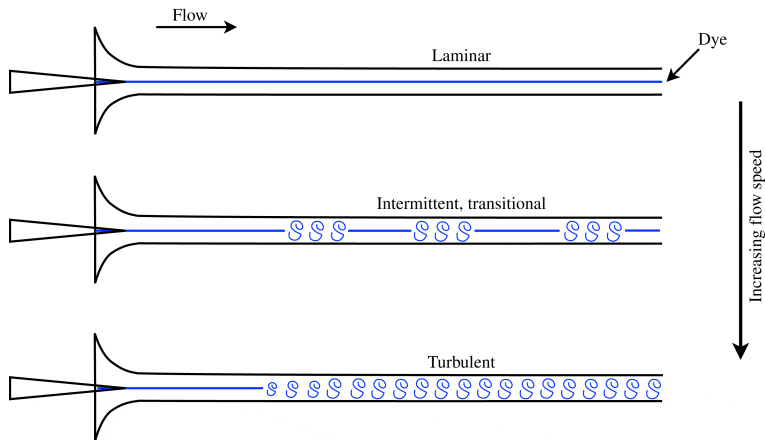 Flow
Laminar
Dye
Intermittent, transitional
Increasing flow speed
Turbulent